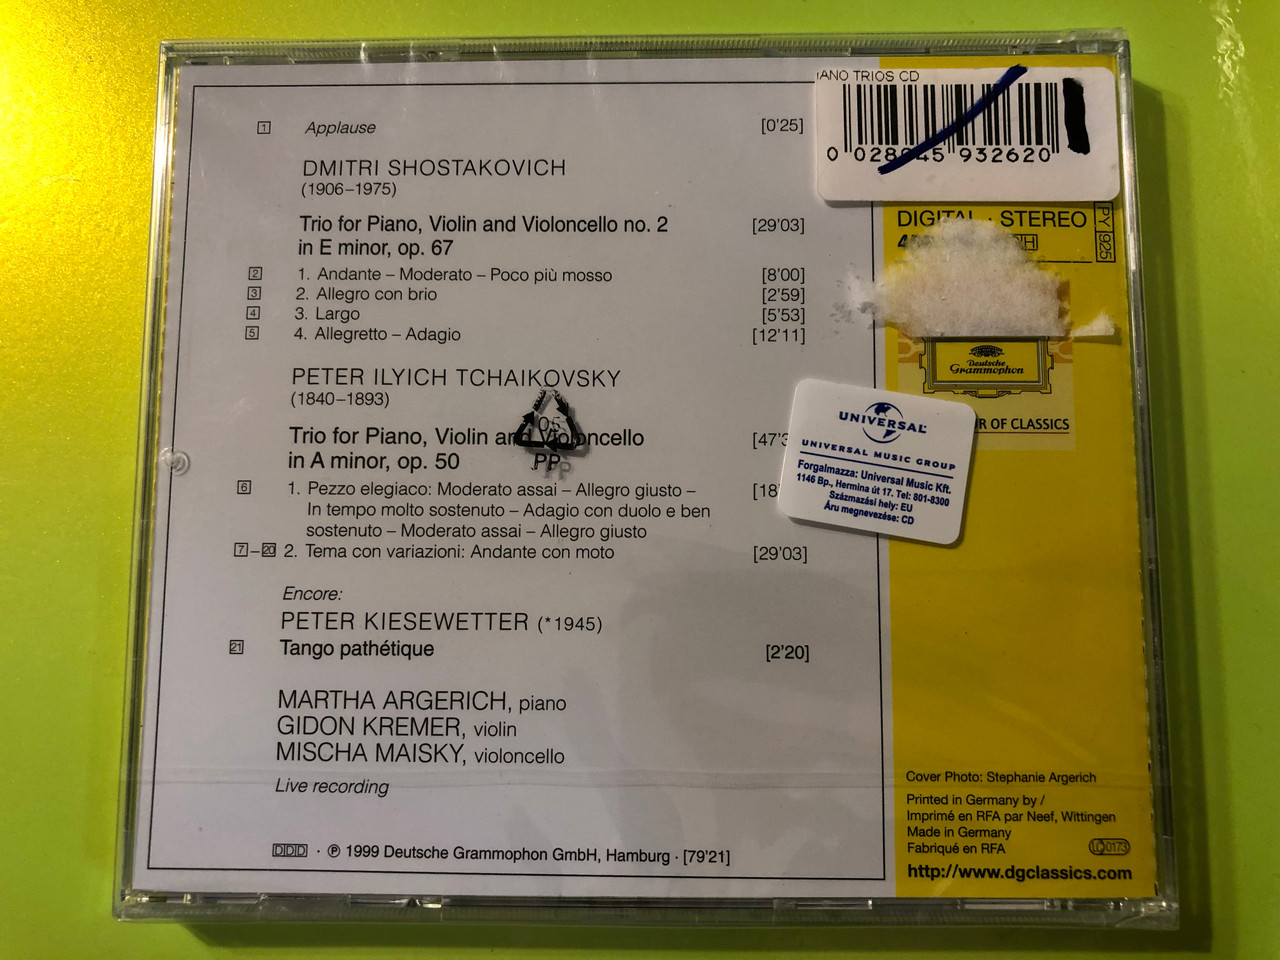 1 Applause [0'25]
DMITRI SHOSTAKOVICH
(1906–1975)
Trio for Piano, Violin and Violoncello no. 2 [29'03]
in E minor, op. 67
2 1. Andante – Moderato – Poco più mosso [8'00]
3 2. Allegro con brio [2'59]
4 3. Largo [5'53]
5 4. Allegretto – Adagio [12'11]
PETER ILYICH TCHAIKOVSKY
(1840–1893)
Trio for Piano, Violin and Violoncello
in A minor, op. 50
6 1. Pezzo elegiaco: Moderato assai – Allegro giusto –
In tempo molto sostenuto – Adagio con duolo e ben
sostenuto – Moderato assai – Allegro giusto
7–20 2. Tema con variazioni: Andante con moto [29'03]
Encore:
PETER KIESEWETTER (*1945)
21 Tango pathétique [2'20]
MARTHA ARGERICH, piano
GIDON KREMER, violin
MISCHA MAISKY, violoncello
Live recording
DDD · ℗ 1999 Deutsche Grammophon GmbH, Hamburg · [79'21]
05
PP
ANO TRIOS CD
0 028945 932620
DIGITAL · STEREO
PY 925
Deutsche
Grammophon
R OF CLASSICS
UNIVERSAL
UNIVERSAL MUSIC GROUP
Forgalmazza: Universal Music Kft.
1146 Bp., Hermina út 17. Tel: 801-8300
Származási hely: EU
Áru megnevezése: CD
Cover Photo: Stephanie Argerich
Printed in Germany by /
Imprimé en RFA par Neef, Wittingen
Made in Germany
Fabriqué en RFA
LC 0173
http://www.dgclassics.com